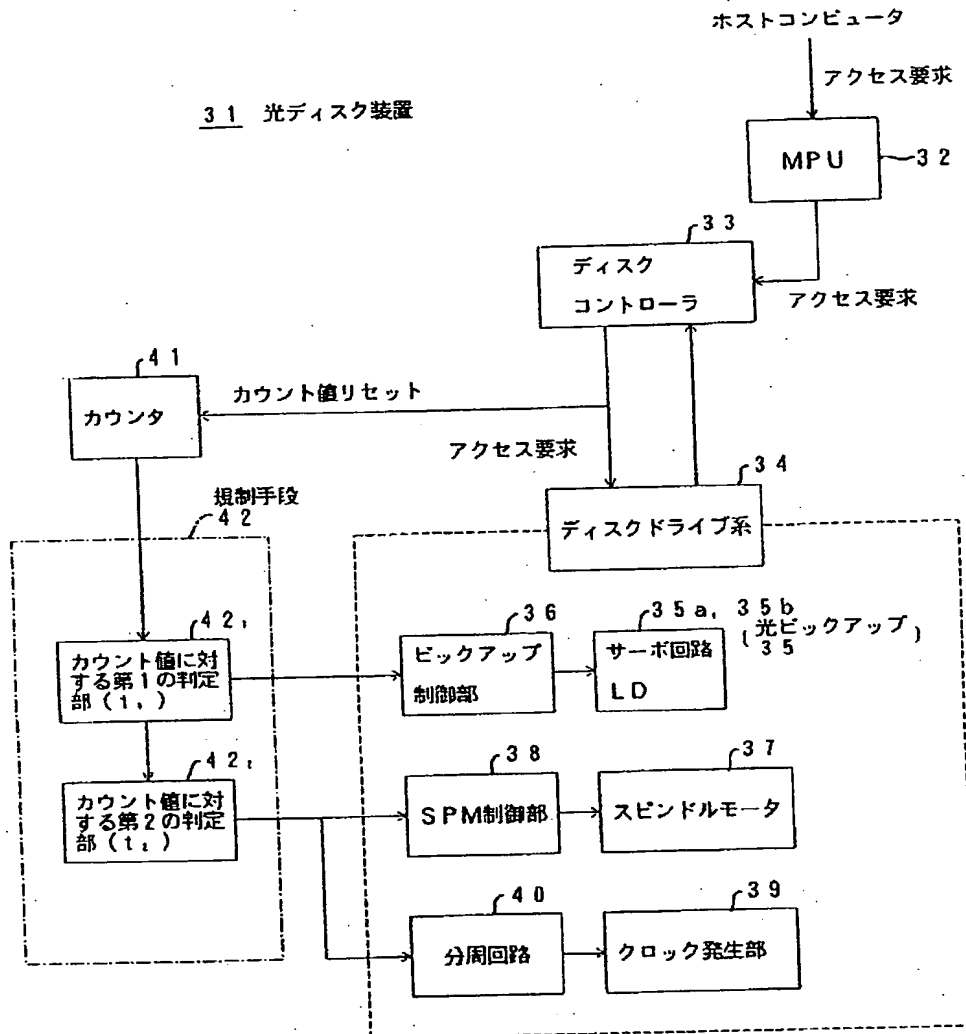 ホストコンピュータ
アクセス要求
31 光ディスク装置
MPU
32
33
ディスク
コントローラ
アクセス要求
41
カウンタ
カウント値リセット
アクセス要求
34
ディスクドライブ系
規制手段
42
42₁
カウント値に対
する第1の判定
部(t₁)
36
ピックアップ
制御部
35a, 35b
(光ピックアップ)
35
サーボ回路
LD
42₂
カウント値に対
する第2の判定
部(t₂)
38
SPM制御部
37
スピンドルモータ
40
分周回路
39
クロック発生部